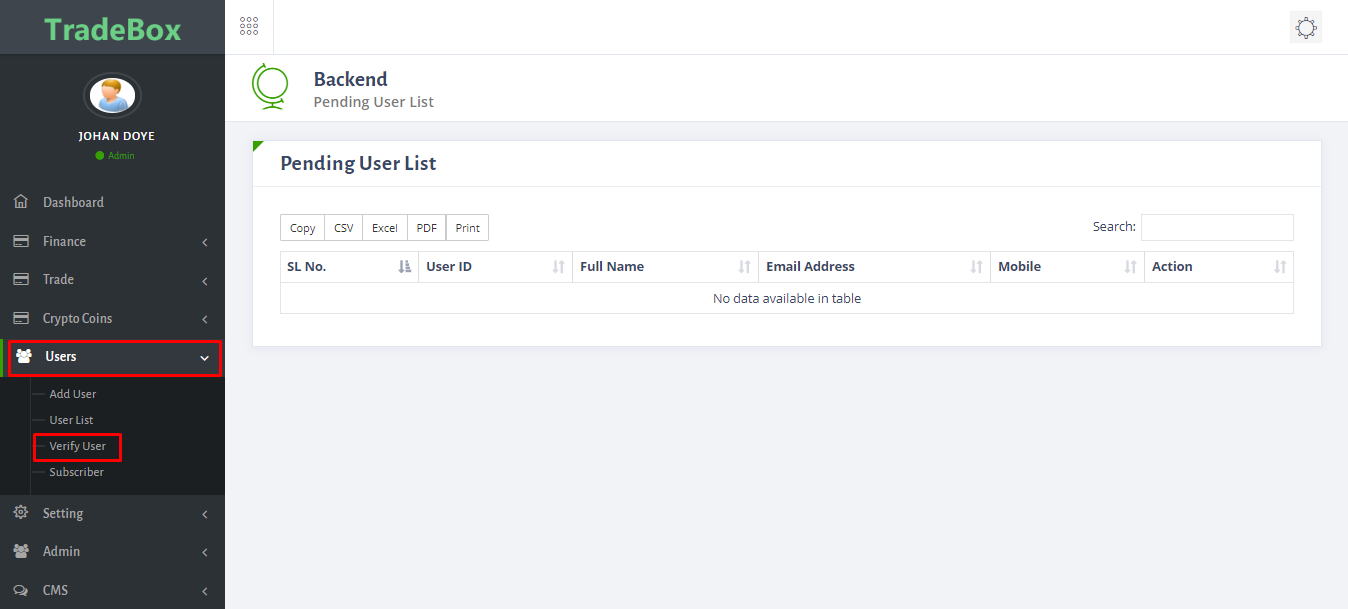 TradeBox
JOHAN DOYE
Admin
Dashboard
Finance
Trade
Crypto Coins
Users
Add User
User List
Verify User
Subscriber
Setting
Admin
CMS
Backend
Pending User List
Pending User List
Copy CSV Excel PDF Print Search:
SL No. User ID Full Name Email Address Mobile Action
No data available in table